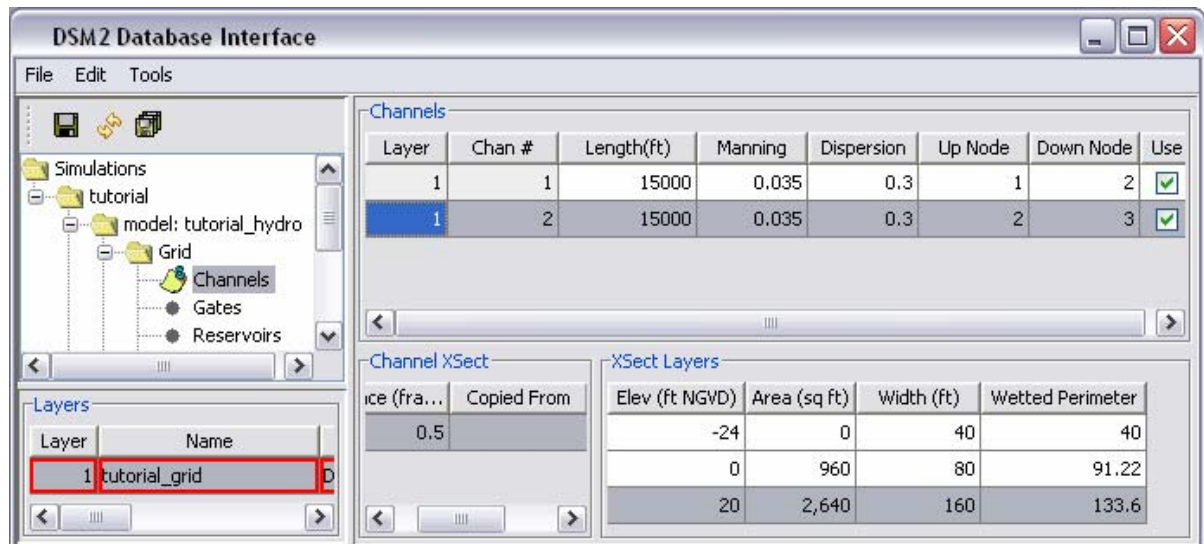 DSM2 Database Interface
File Edit Tools
Simulations
tutorial
model: tutorial_hydro
Grid
Channels
Gates
Reservoirs
Layers
Layer Name
1 tutorial_grid D
Channels
Layer Chan # Length(ft) Manning Dispersion Up Node Down Node Use
1 1 15000 0.035 0.3 1 2
1 2 15000 0.035 0.3 2 3
Channel XSect
ice (fra... Copied From
0.5
XSect Layers
Elev (ft NGVD) Area (sq ft) Width (ft) Wetted Perimeter
-24 0 40 40
0 960 80 91.22
20 2,640 160 133.6